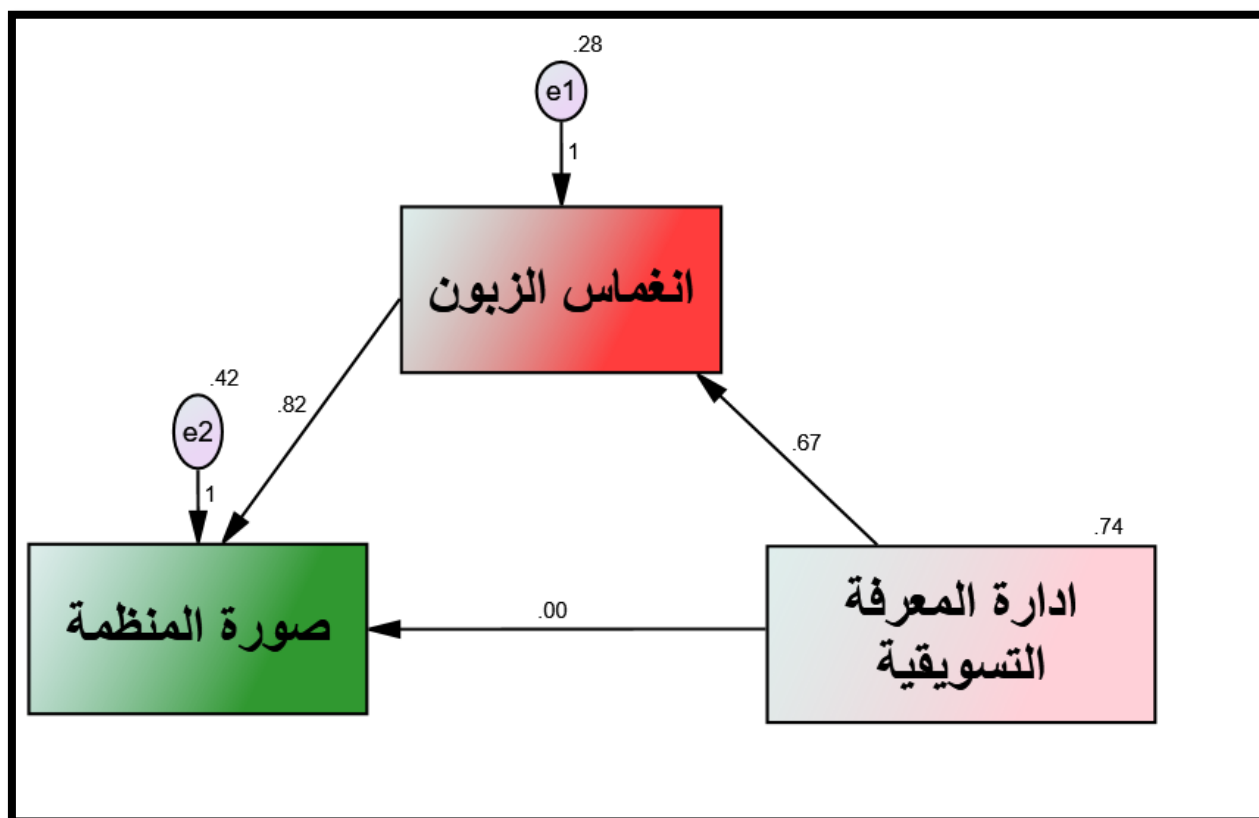 .28
e1
1
انغماس الزبون
.42
.82
e2
.67
1
.74
ادارة المعرفة
التسويقية
.00
صورة المنظمة